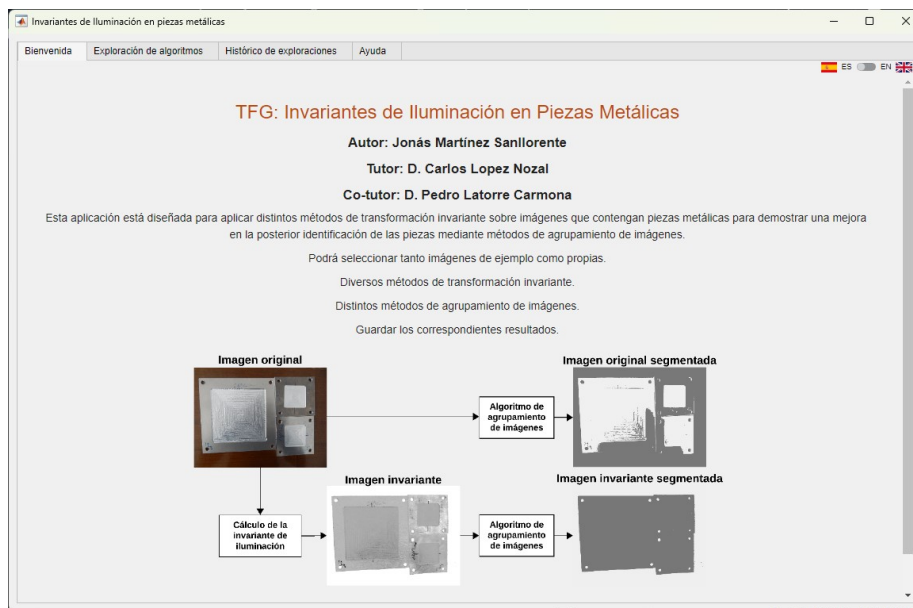 Invariantes de Iluminación en piezas metálicas
Bienvenida
Exploración de algoritmos
Histórico de exploraciones
Ayuda
ES
EN
TFG: Invariantes de Iluminación en Piezas Metálicas
Autor: Jonás Martínez Sanllorente
Tutor: D. Carlos Lopez Nozal
Co-tutor: D. Pedro Latorre Carmona
Esta aplicación está diseñada para aplicar distintos métodos de transformación invariante sobre imágenes que contengan piezas metálicas para demostrar una mejora
en la posterior identificación de las piezas mediante métodos de agrupamiento de imágenes.
Podrá seleccionar tanto imágenes de ejemplo como propias.
Diversos métodos de transformación invariante.
Distintos métodos de agrupamiento de imágenes.
Guardar los correspondientes resultados.
Imagen original
Imagen original segmentada
Algoritmo de
agrupamiento
de imágenes
Imagen invariante
Imagen invariante segmentada
Cálculo de la
invariante de
iluminación
Algoritmo de
agrupamiento
de imágenes